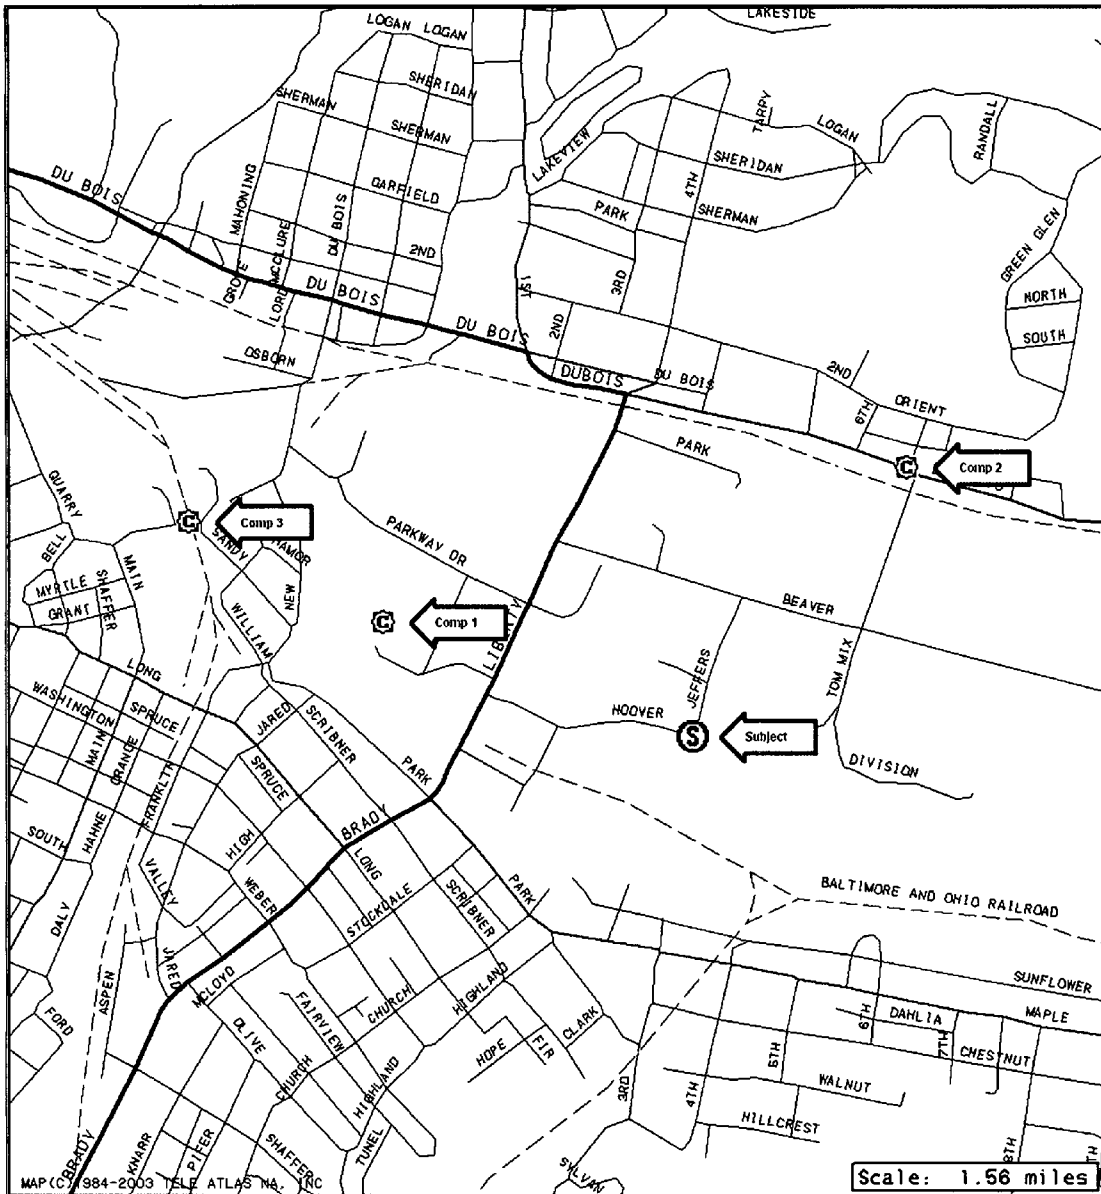 LAKESIDE
LOGAN LOGAN
SHERIDAN
SHERMAN
SHERMAN
TARPY
LOGAN
RANDALL
LAKEVIEW
SHERIDAN
DU BOIS
GARFIELD
4TH
MAHONING
DU BOIS
PARK
SHERMAN
MCCLURE
2ND
GREEN GLEN
GROVE
LORD
DU BOIS
1ST
3RD
NORTH
DU BOIS
2ND
SOUTH
OSBORN
DUBOIS
DU BOIS
2ND
6TH
ORIENT
PARK
C
Comp 2
QUARRY
C
Comp 3
SANDY
PARKWAY DR
BELL
MAIN
MYRTLE
SHAFFER
GRANT
NEW
BEAVER
WILLIAM
C
Comp 1
LIBERTY
LONG
JEFFERS
TOM MIX
WASHINGTON
SPRUCE
JARED
SCRIBNER
HOOVER
S
Subject
MAIN
GRANGE
DIVISION
FRANKLIN
SPRUCE
PARK
SOUTH
HAHNE
HIGH
BRADY
VALLEY
WEBER
LONG
SCRIBNER
PARK
BALTIMORE AND OHIO RAILROAD
DALY
STOCKDALE
JARED
MCLOYD
HIGHLAND
SUNFLOWER
ASPEN
FORD
OLIVE
FAIRVIEW
CHURCH
CLARK
6TH
DAHLIA
MAPLE
HOPE
FIR
7TH
CHESTNUT
CHURCH
HIGHLAND
3RD
4TH
WALNUT
HILLCREST
BRADY
KNARR
PIFER
SHAFFER
TUNEL
SYLVAN
8TH
MAP(C)1984-2003 TELE ATLAS NA, INC
Scale: 1.56 miles